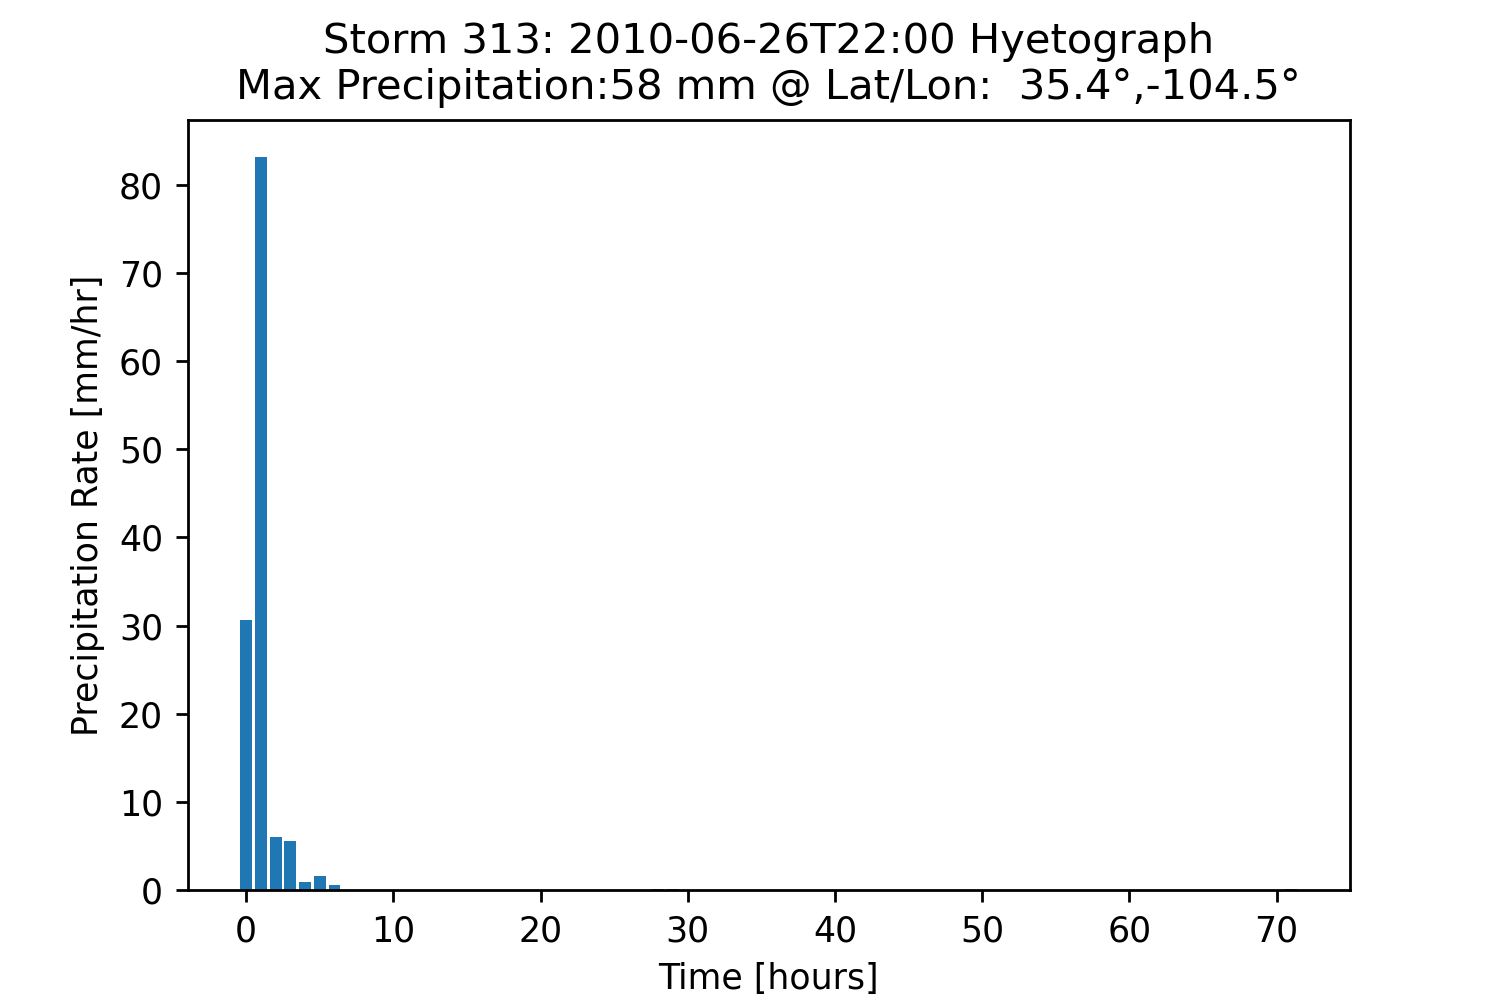 Storm 313: 2010-06-26T22:00 Hyetograph
Max Precipitation:58 mm @ Lat/Lon:  35.4°,-104.5°
Precipitation Rate [mm/hr]
80
70
60
50
40
30
20
10
0
0 10 20 30 40 50 60 70
Time [hours]